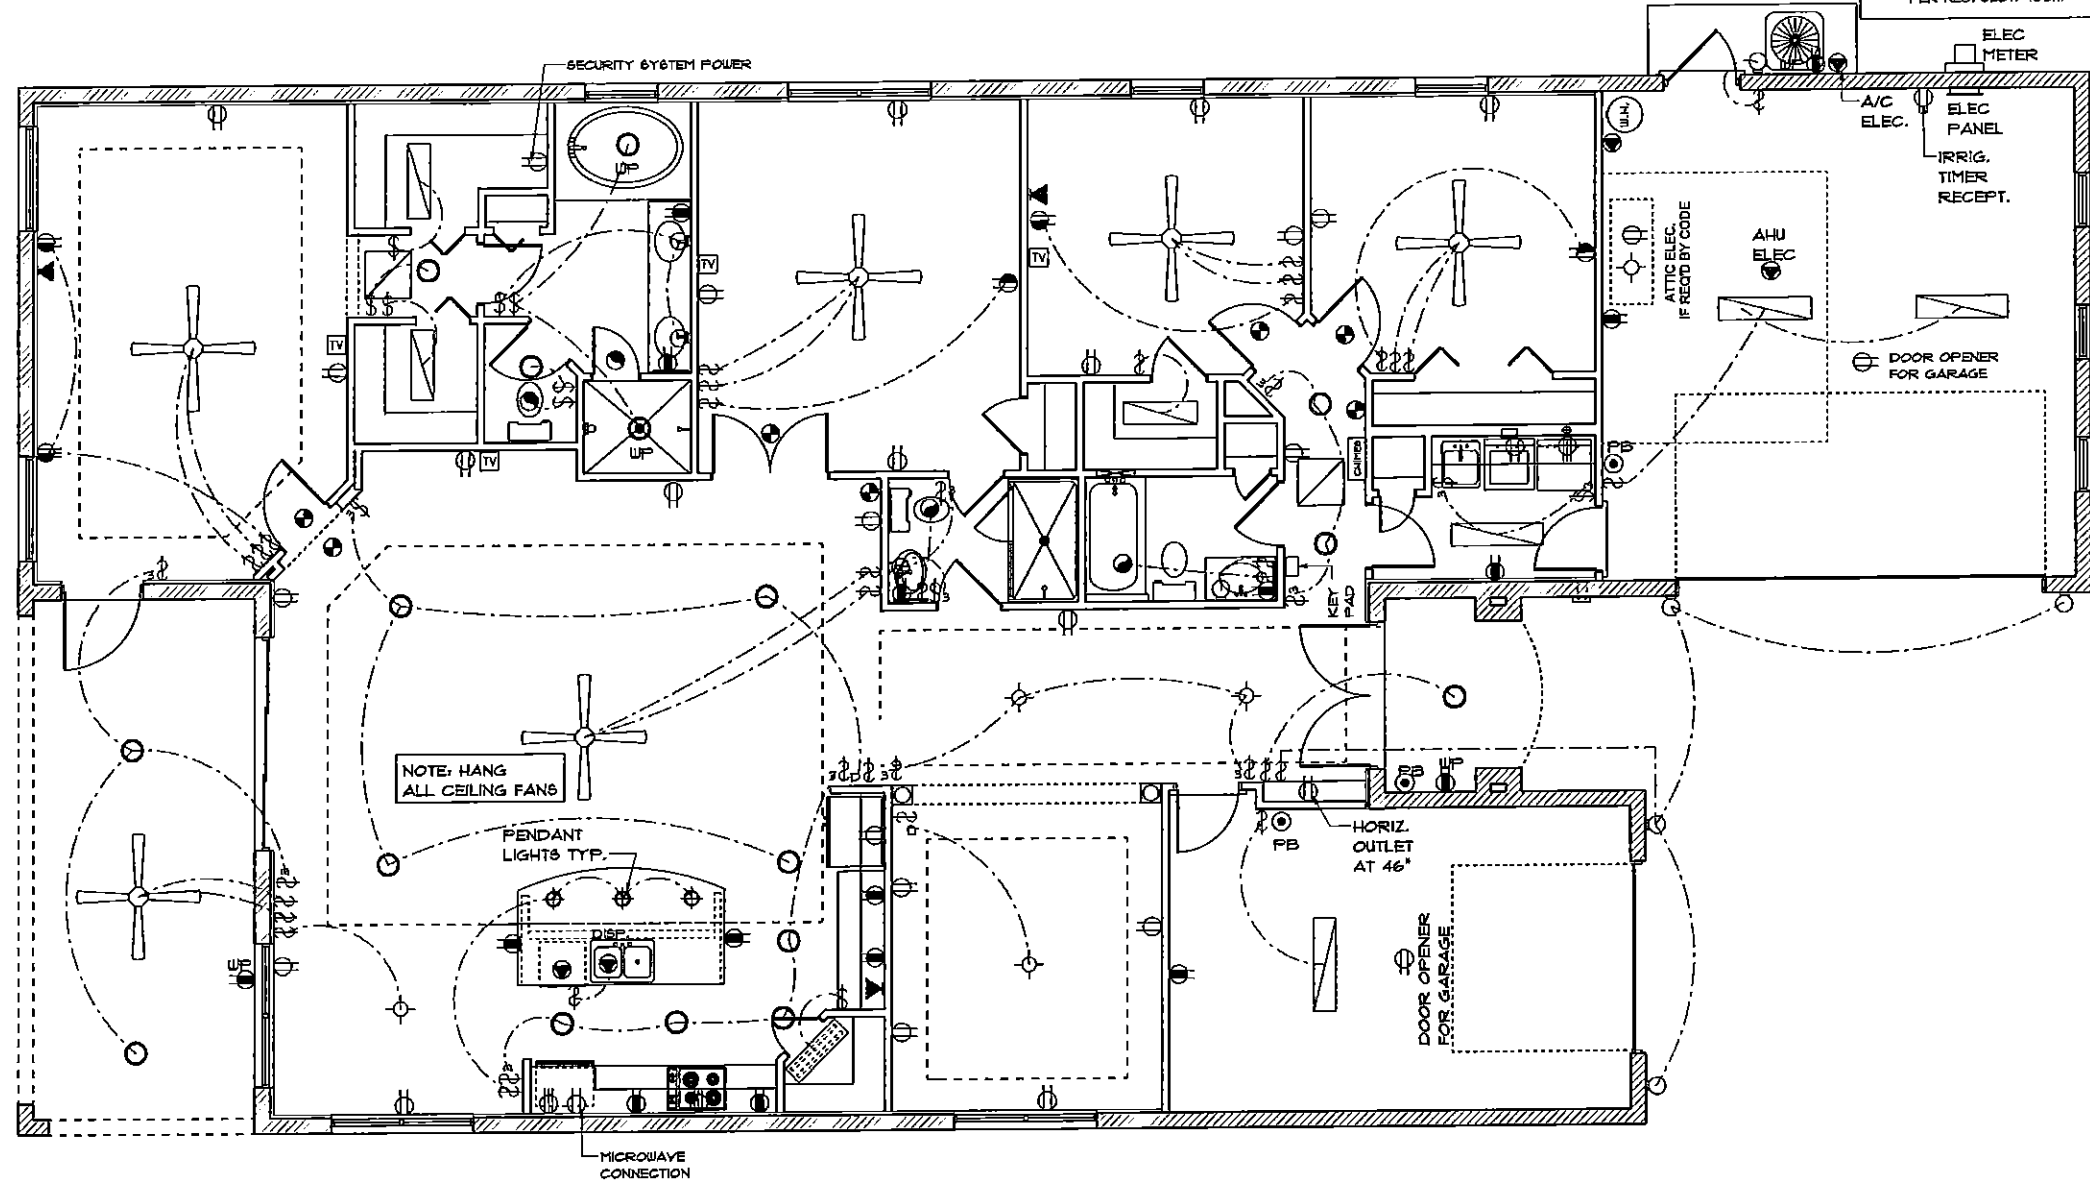 ELEC
METER
SECURITY SYSTEM POWER
A/C
ELEC.
ELEC
PANEL
W.H.
IRRIG.
TIMER
RECEPT.
WP
ATTIC ELEC.
IF REQ'D BY CODE
AHU
ELEC
TV
TV
TV
TV
DOOR OPENER
FOR GARAGE
WP
CHIMES
PB
KEY
PAD
NOTE: HANG
ALL CEILING FANS
PB
WP
PENDANT
LIGHTS TYP.
PB
HORIZ.
OUTLET
AT 46"
DISP.
DOOR OPENER
FOR GARAGE
MICROWAVE
CONNECTION